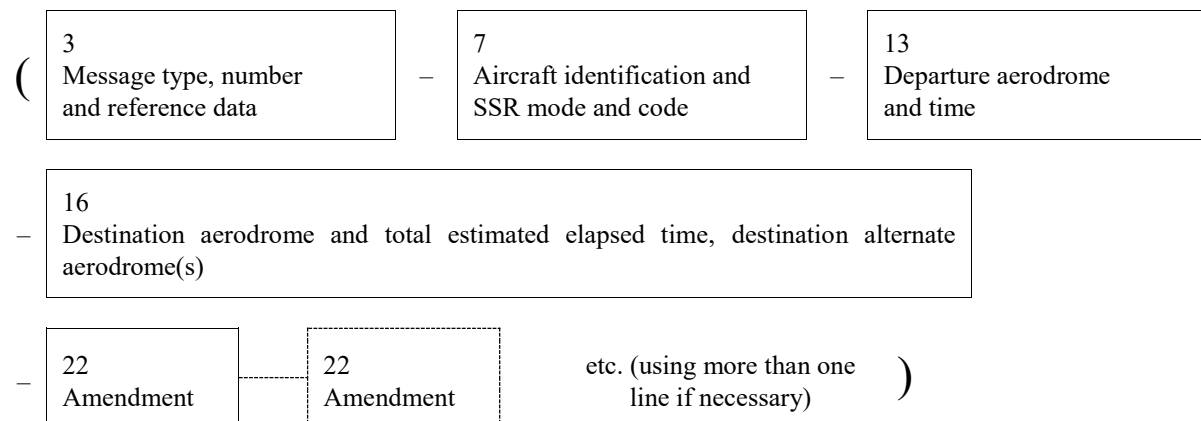 ( 3 7 13
Message type, number – Aircraft identification and – Departure aerodrome
and reference data SSR mode and code and time
16
– Destination aerodrome and total estimated elapsed time, destination alternate
aerodrome(s)
22 22 etc. (using more than one )
– Amendment Amendment line if necessary)